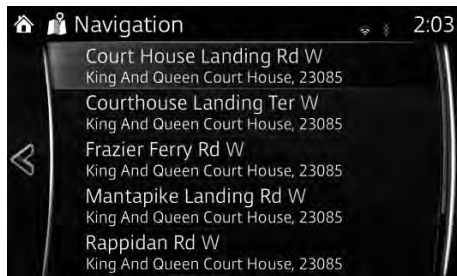 Navigation 2:03
Court House Landing Rd W
King And Queen Court House, 23085
Courthouse Landing Ter W
King And Queen Court House, 23085
Frazier Ferry Rd W
King And Queen Court House, 23085
Mantapike Landing Rd W
King And Queen Court House, 23085
Rappidan Rd W
King And Queen Court House, 23085